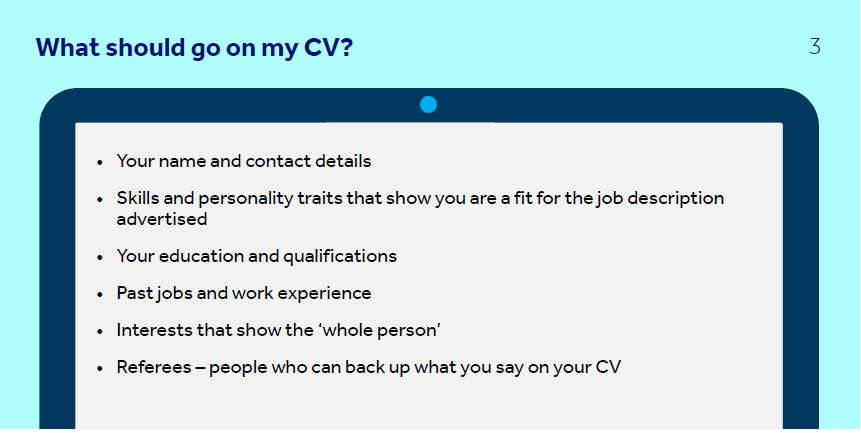 What should go on my CV?
3
• Your name and contact details
• Skills and personality traits that show you are a fit for the job description
advertised
• Your education and qualifications
• Past jobs and work experience
• Interests that show the ‘whole person’
• Referees – people who can back up what you say on your CV